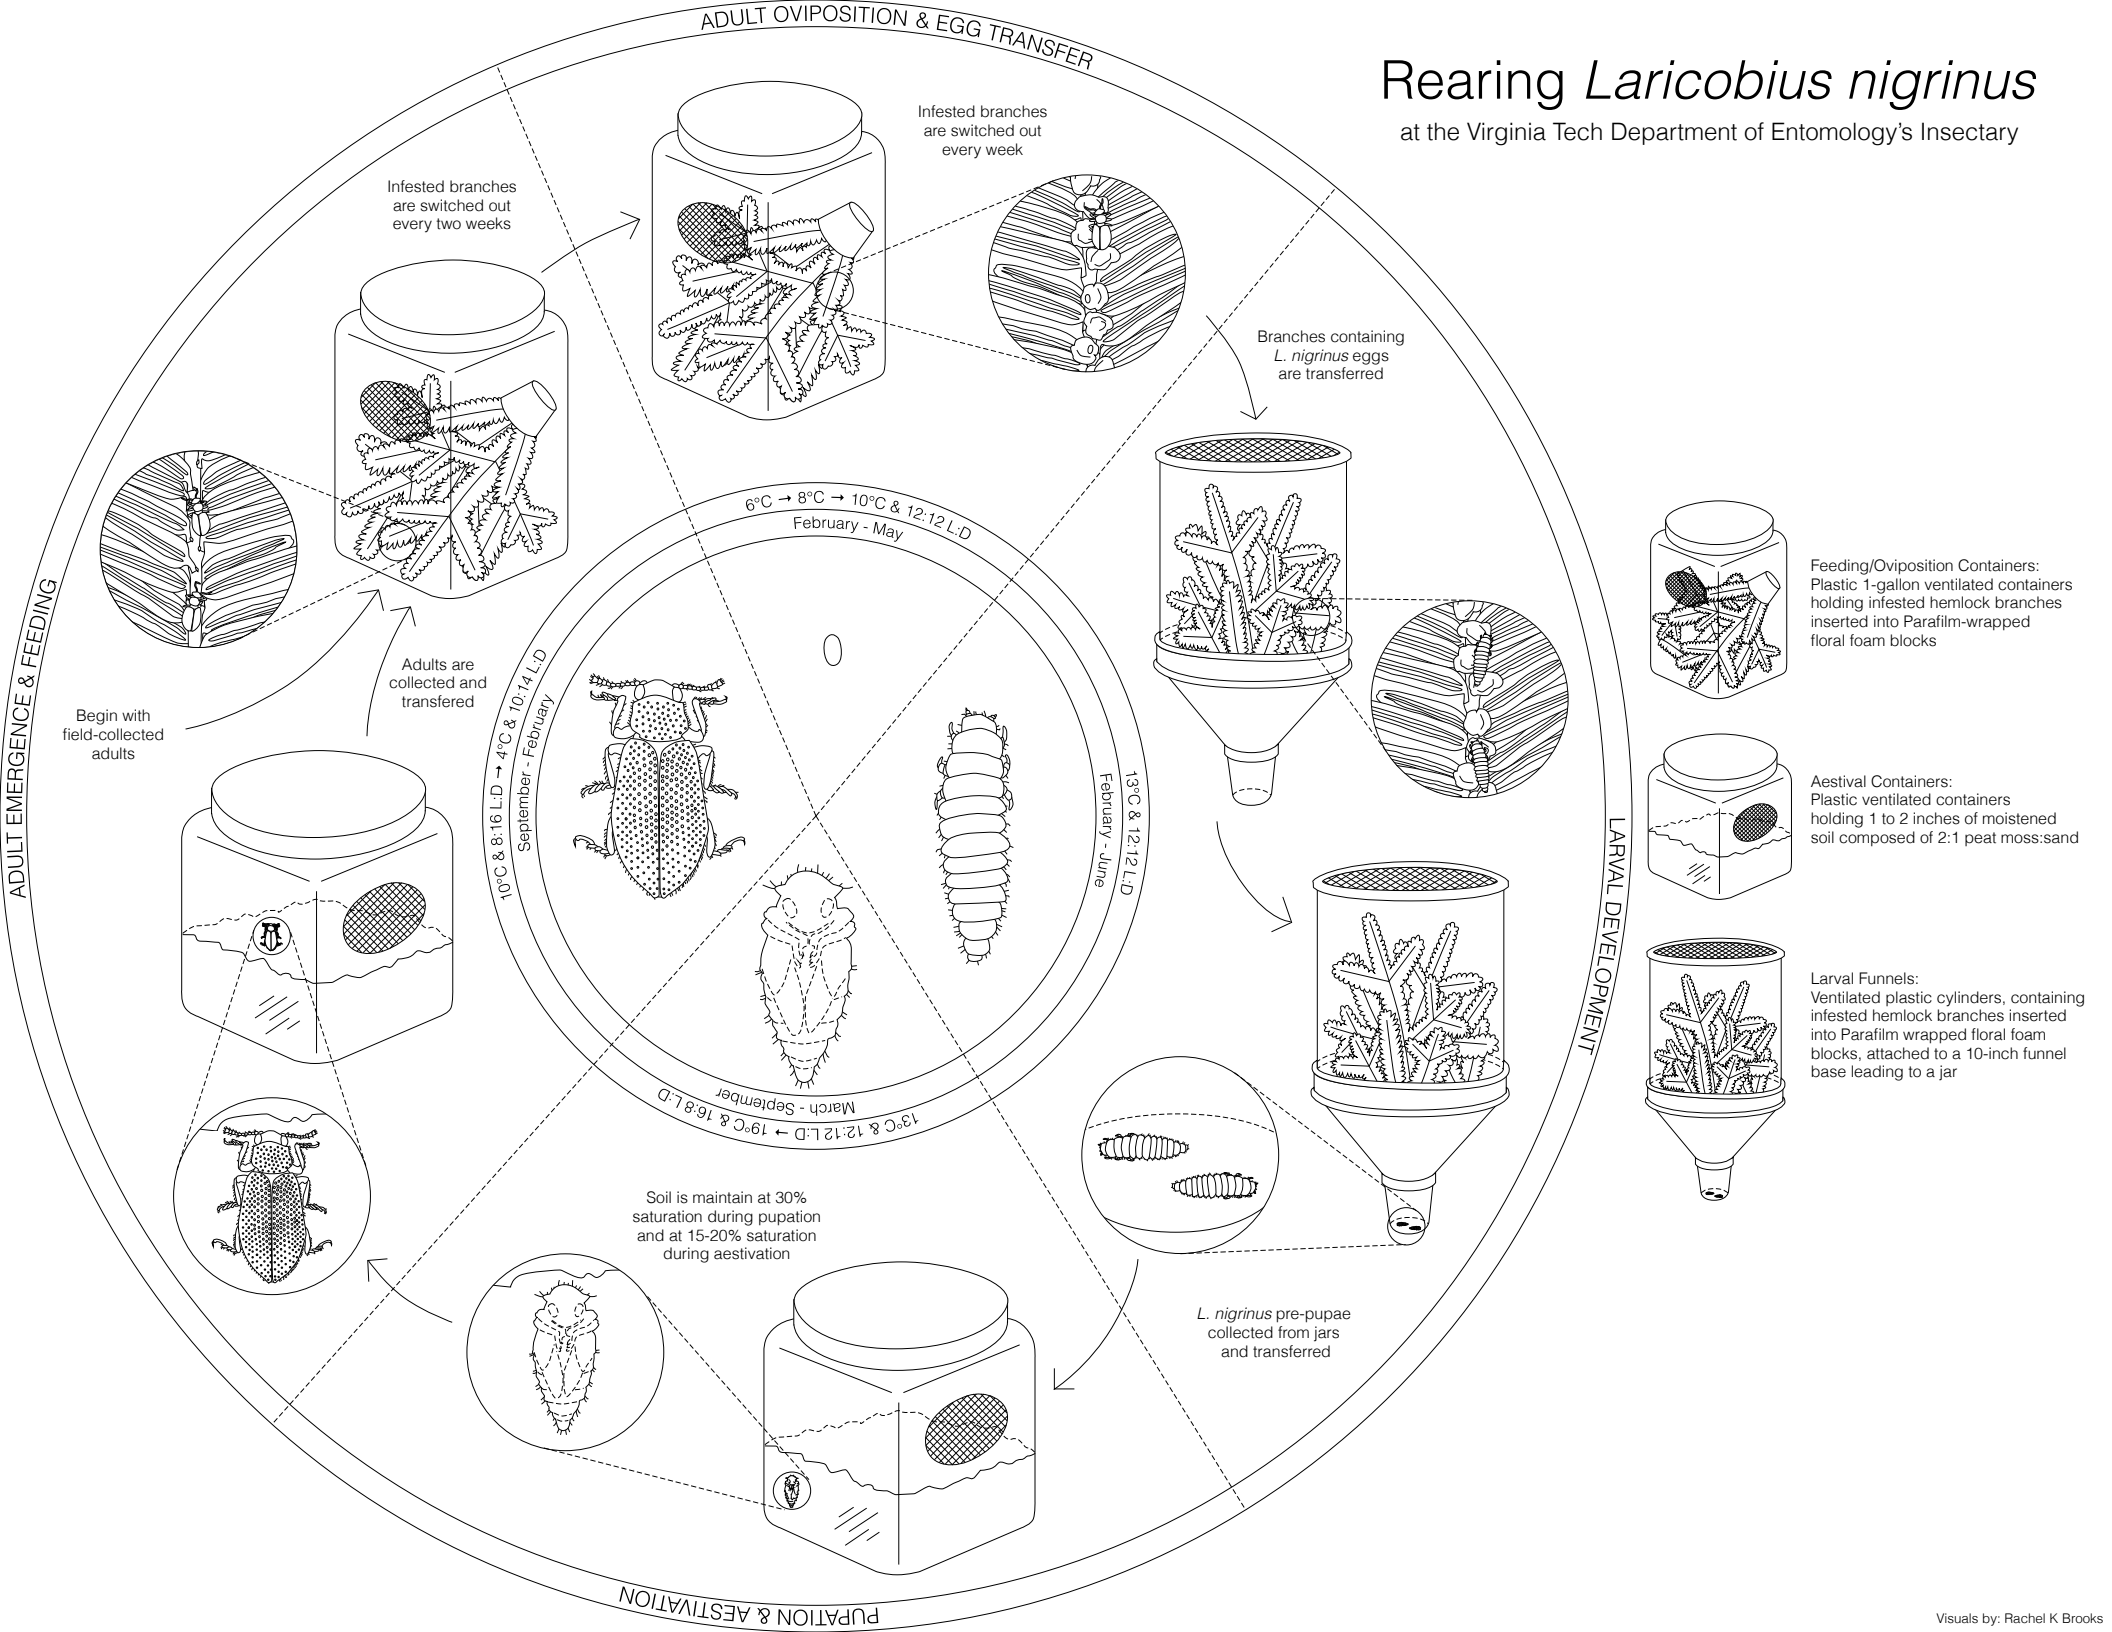 Rearing Laricobius nigrinus
at the Virginia Tech Department of Entomology's Insectary
ADULT OVIPOSITION & EGG TRANSFER
Infested branches
are switched out
every week
Infested branches
are switched out
every two weeks
Branches containing
L. nigrinus eggs
are transferred
6°C → 8°C → 10°C & 12:12 L:D
February - May
13°C & 12:12 L:D
February - June
13°C & 12:12 L:D → 19°C & 16:8 L:D
March - September
10°C & 8:16 L:D → 4°C & 10:14 L:D
September - February
ADULT EMERGENCE & FEEDING
Adults are
collected and
transfered
Begin with
field-collected
adults
LARVAL DEVELOPMENT
Soil is maintain at 30%
saturation during pupation
and at 15-20% saturation
during aestivation
L. nigrinus pre-pupae
collected from jars
and transferred
PUPATION & AESTIVATION
Feeding/Oviposition Containers:
Plastic 1-gallon ventilated containers
holding infested hemlock branches
inserted into Parafilm-wrapped
floral foam blocks
Aestival Containers:
Plastic ventilated containers
holding 1 to 2 inches of moistened
soil composed of 2:1 peat moss:sand
Larval Funnels:
Ventilated plastic cylinders, containing
infested hemlock branches inserted
into Parafilm wrapped floral foam
blocks, attached to a 10-inch funnel
base leading to a jar
Visuals by: Rachel K Brooks